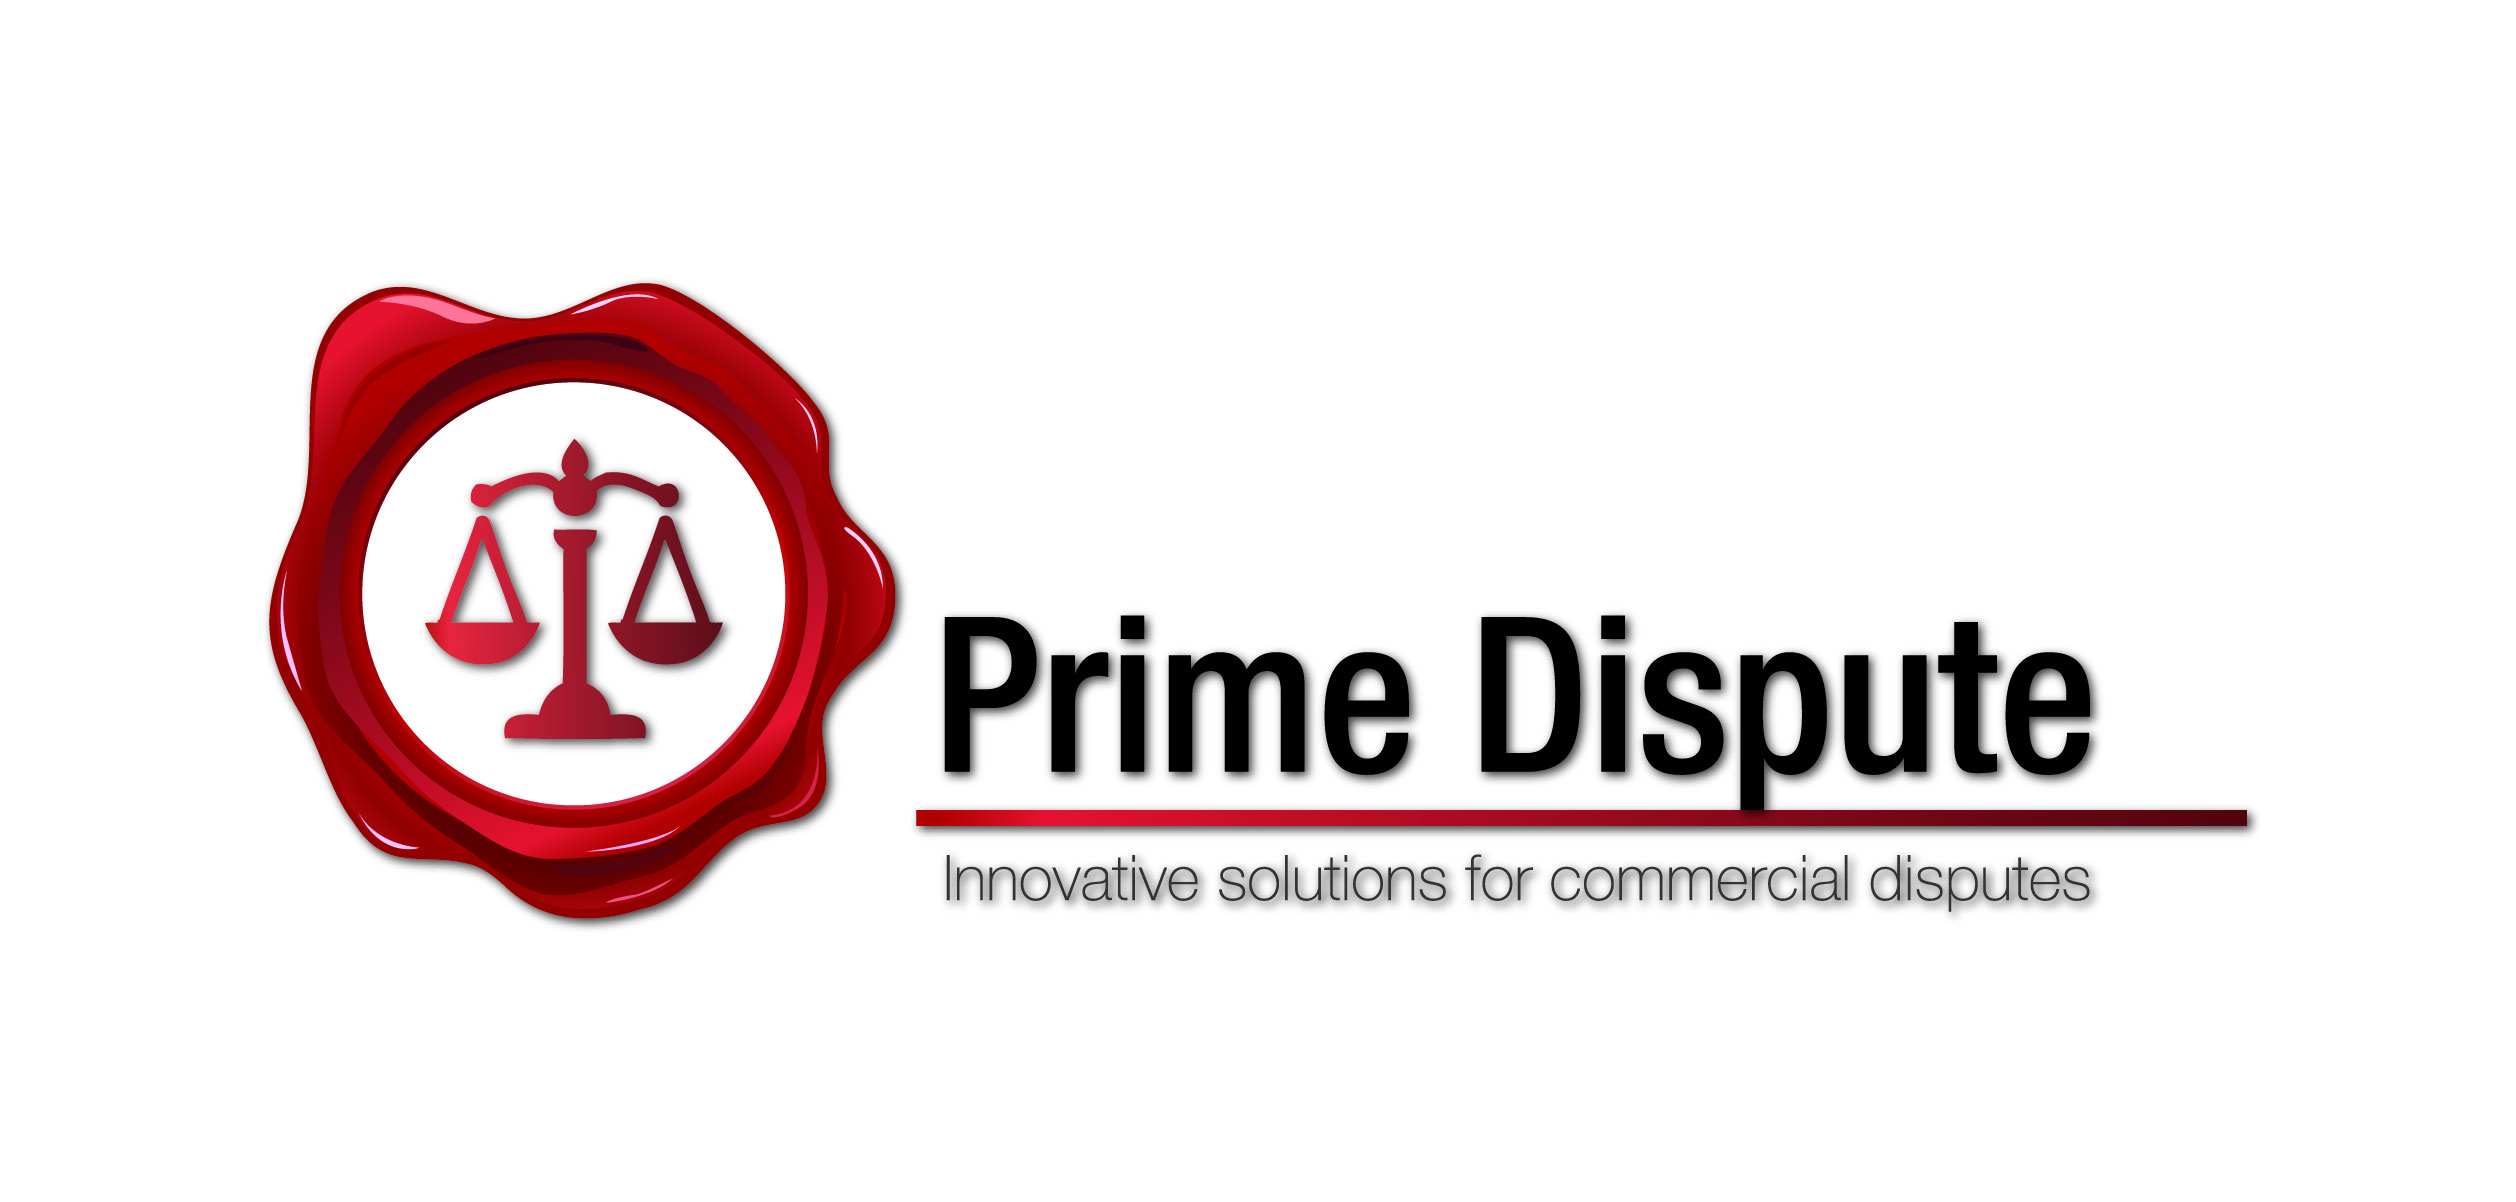 Prime Dispute
Innovative solutions for commercial disputes